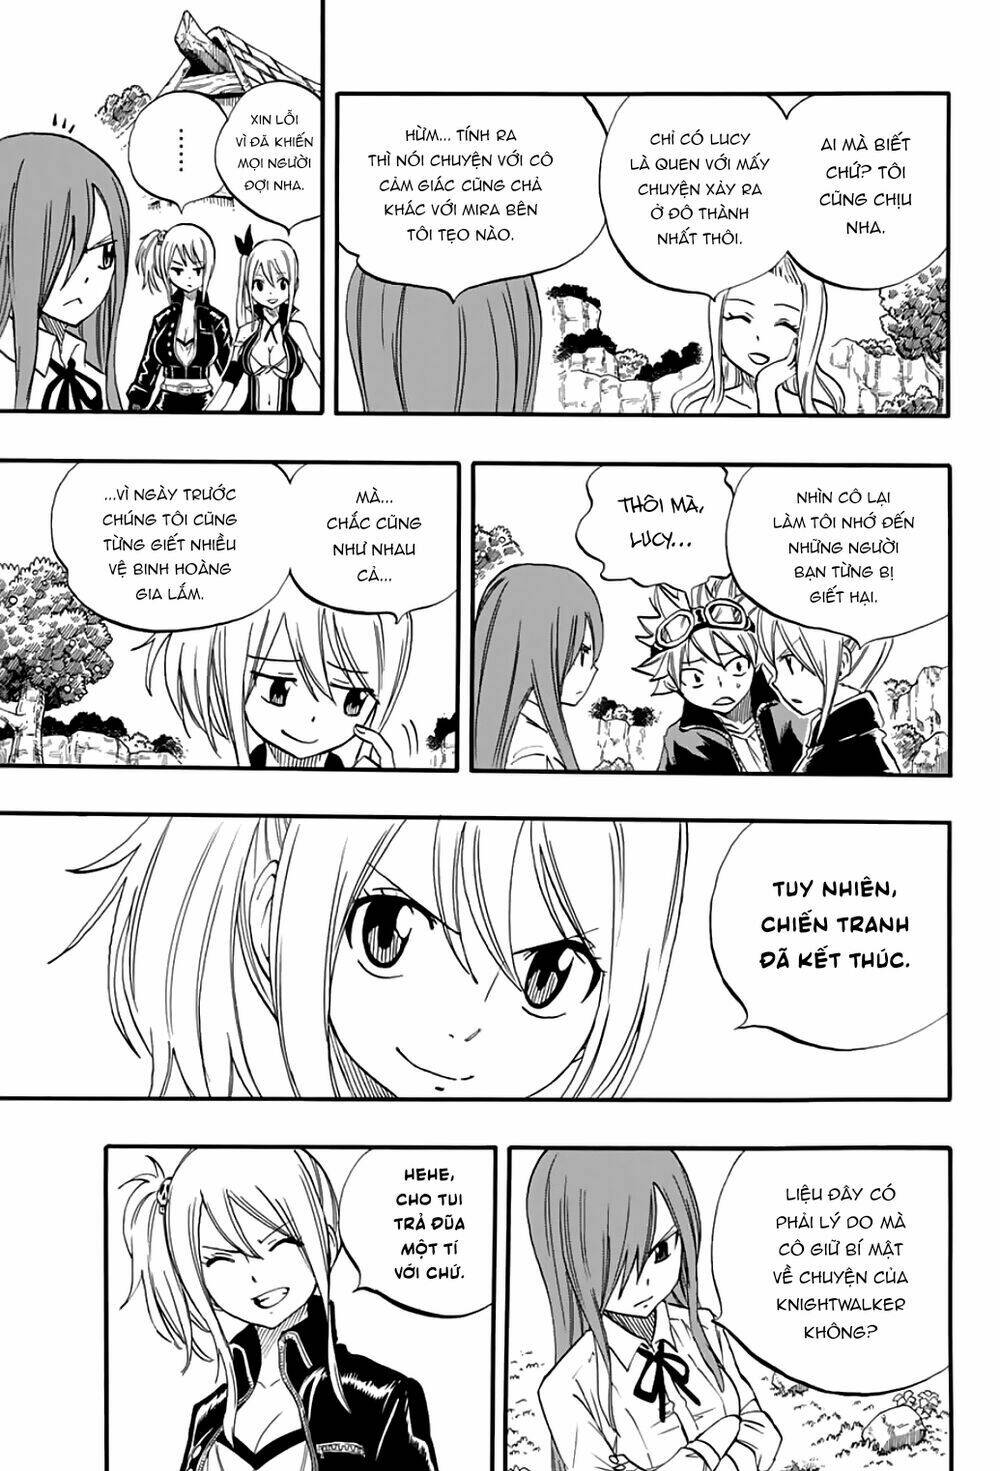 AI MÀ BIẾT
CHỨ? TÔI
CŨNG CHỊU
NHA.
CHỈ CÓ LUCY
LÀ QUEN VỚI MẤY
CHUYỆN XẢY RA
Ở ĐÔ THÀNH
NHẤT THÔI.
HỪM... TÍNH RA
THÌ NÓI CHUYỆN VỚI CÔ
CẢM GIÁC CŨNG CHẢ
KHÁC VỚI MIRA BÊN
TÔI TẸO NÀO.
XIN LỖI
VÌ ĐÃ KHIẾN
MỌI NGƯỜI
ĐỢI NHA.
......
NHÌN CÔ LẠI
LÀM TÔI NHỚ ĐẾN
NHỮNG NGƯỜI
BẠN TỪNG BỊ
GIẾT HẠI.
THÔI MÀ,
LUCY...
MÀ...
CHẮC CŨNG
NHƯ NHAU
CẢ...
...VÌ NGÀY TRƯỚC
CHÚNG TÔI CŨNG
TỪNG GIẾT NHIỀU
VỆ BINH HOÀNG
GIA LẮM.
TUY NHIÊN,
CHIẾN TRANH
ĐÃ KẾT THÚC.
LIỆU ĐÂY CÓ
PHẢI LÝ DO MÀ
CÔ GIỮ BÍ MẬT
VỀ CHUYỆN CỦA
KNIGHTWALKER
KHÔNG?
HEHE,
CHO TUI
TRẢ ĐŨA
MỘT TÍ
VỚI CHỨ.